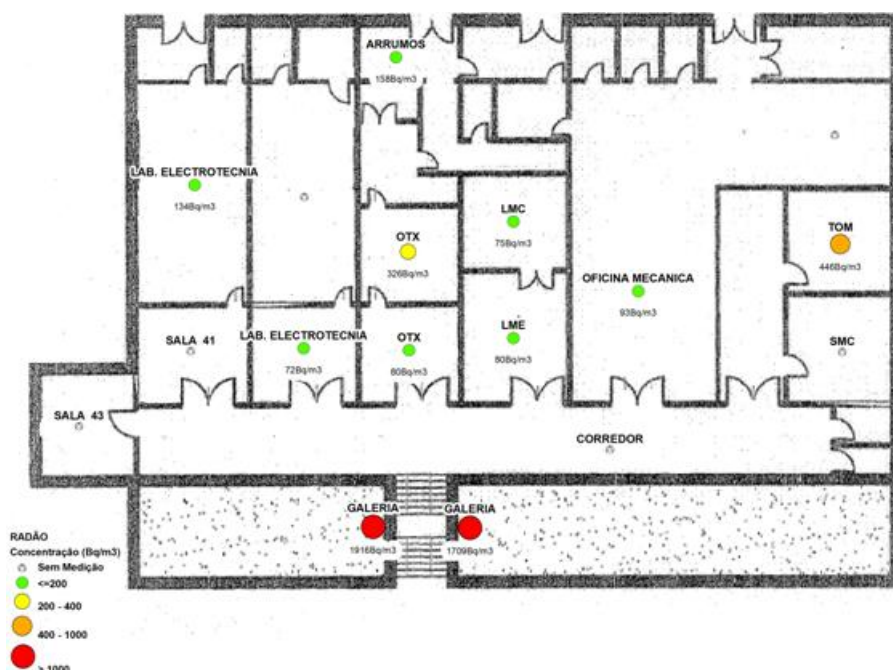 ARRUMOS
158Bq/m3
LAB. ELECTROTECNIA
134Bq/m3
LMC
75Bq/m3
OTX
326Bq/m3
TOM
446Bq/m3
OFICINA MECANICA
93Bq/m3
SALA 41
LAB. ELECTROTECNIA
72Bq/m3
OTX
80Bq/m3
LME
80Bq/m3
SMC
SALA 43
CORREDOR
GALERIA
1916Bq/m3
GALERIA
1709Bq/m3
RADÃO
Concentração (Bq/m3)
Sem Medição
<=200
200 - 400
400 - 1000
> 1000